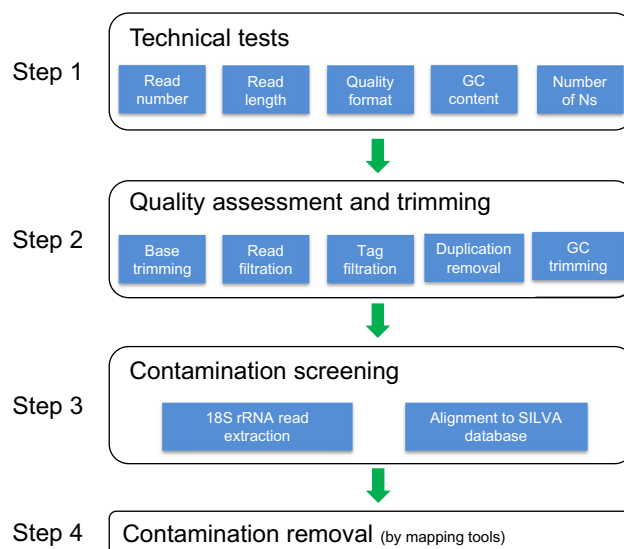 Technical tests
Step 1
Read number
Read length
Quality format
GC content
Number of Ns
Quality assessment and trimming
Step 2
Base trimming
Read filtration
Tag filtration
Duplication removal
GC trimming
Contamination screening
Step 3
18S rRNA read extraction
Alignment to SILVA database
Step 4
Contamination removal (by mapping tools)